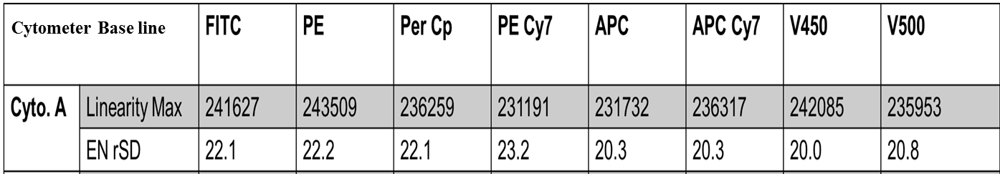 Cytometer Base line FITC PE Per Cp PE Cy7 APC APC Cy7 V450 V500
Cyto. A Linearity Max 241627 243509 236259 231191 231732 236317 242085 235953
EN rSD 22.1 22.2 22.1 23.2 20.3 20.3 20.0 20.8